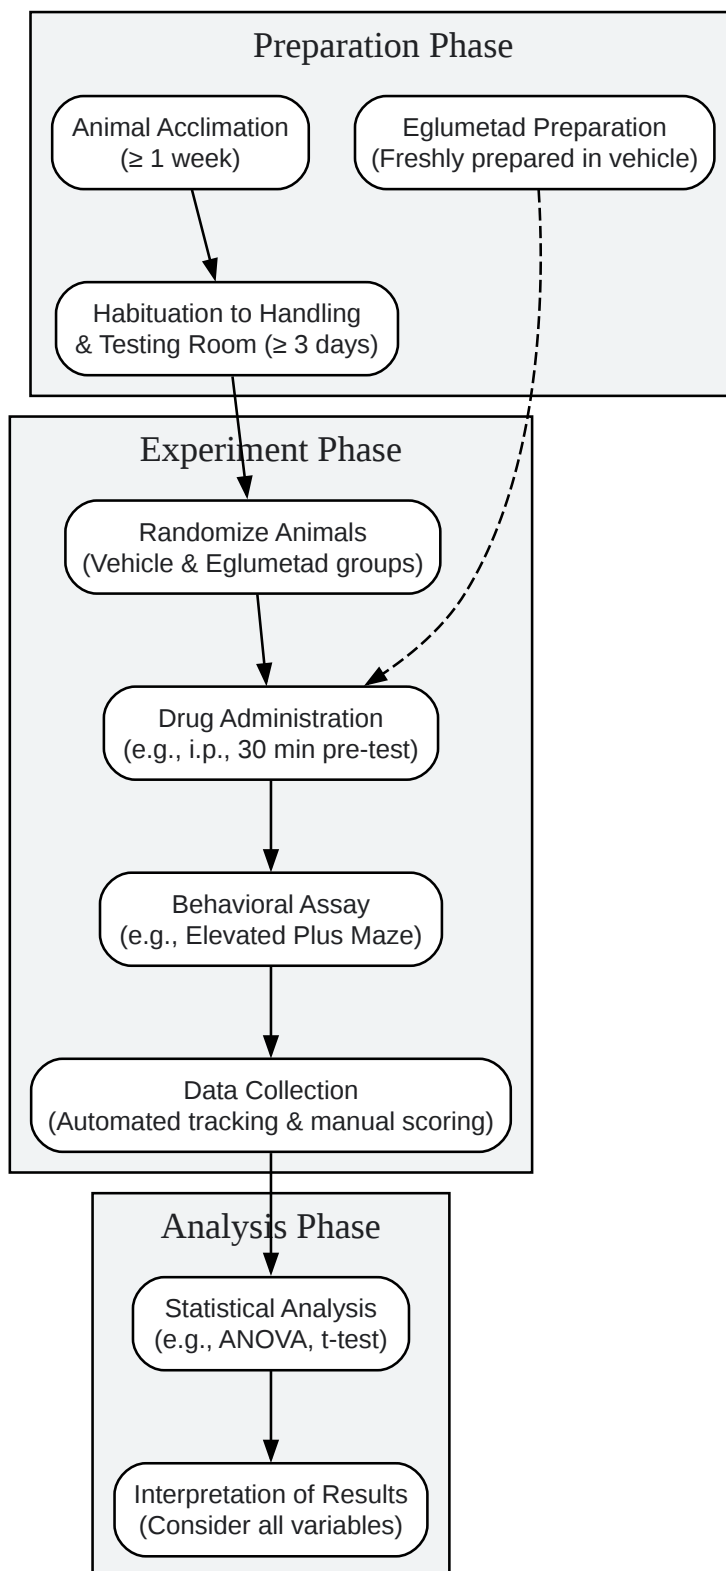 Preparation Phase
Animal Acclimation
(≥ 1 week)
Eglumetad Preparation
(Freshly prepared in vehicle)
Habituation to Handling
& Testing Room (≥ 3 days)
Experiment Phase
Randomize Animals
(Vehicle & Eglumetad groups)
Drug Administration
(e.g., i.p., 30 min pre-test)
Behavioral Assay
(e.g., Elevated Plus Maze)
Data Collection
(Automated tracking & manual scoring)
Analysis Phase
Statistical Analysis
(e.g., ANOVA, t-test)
Interpretation of Results
(Consider all variables)